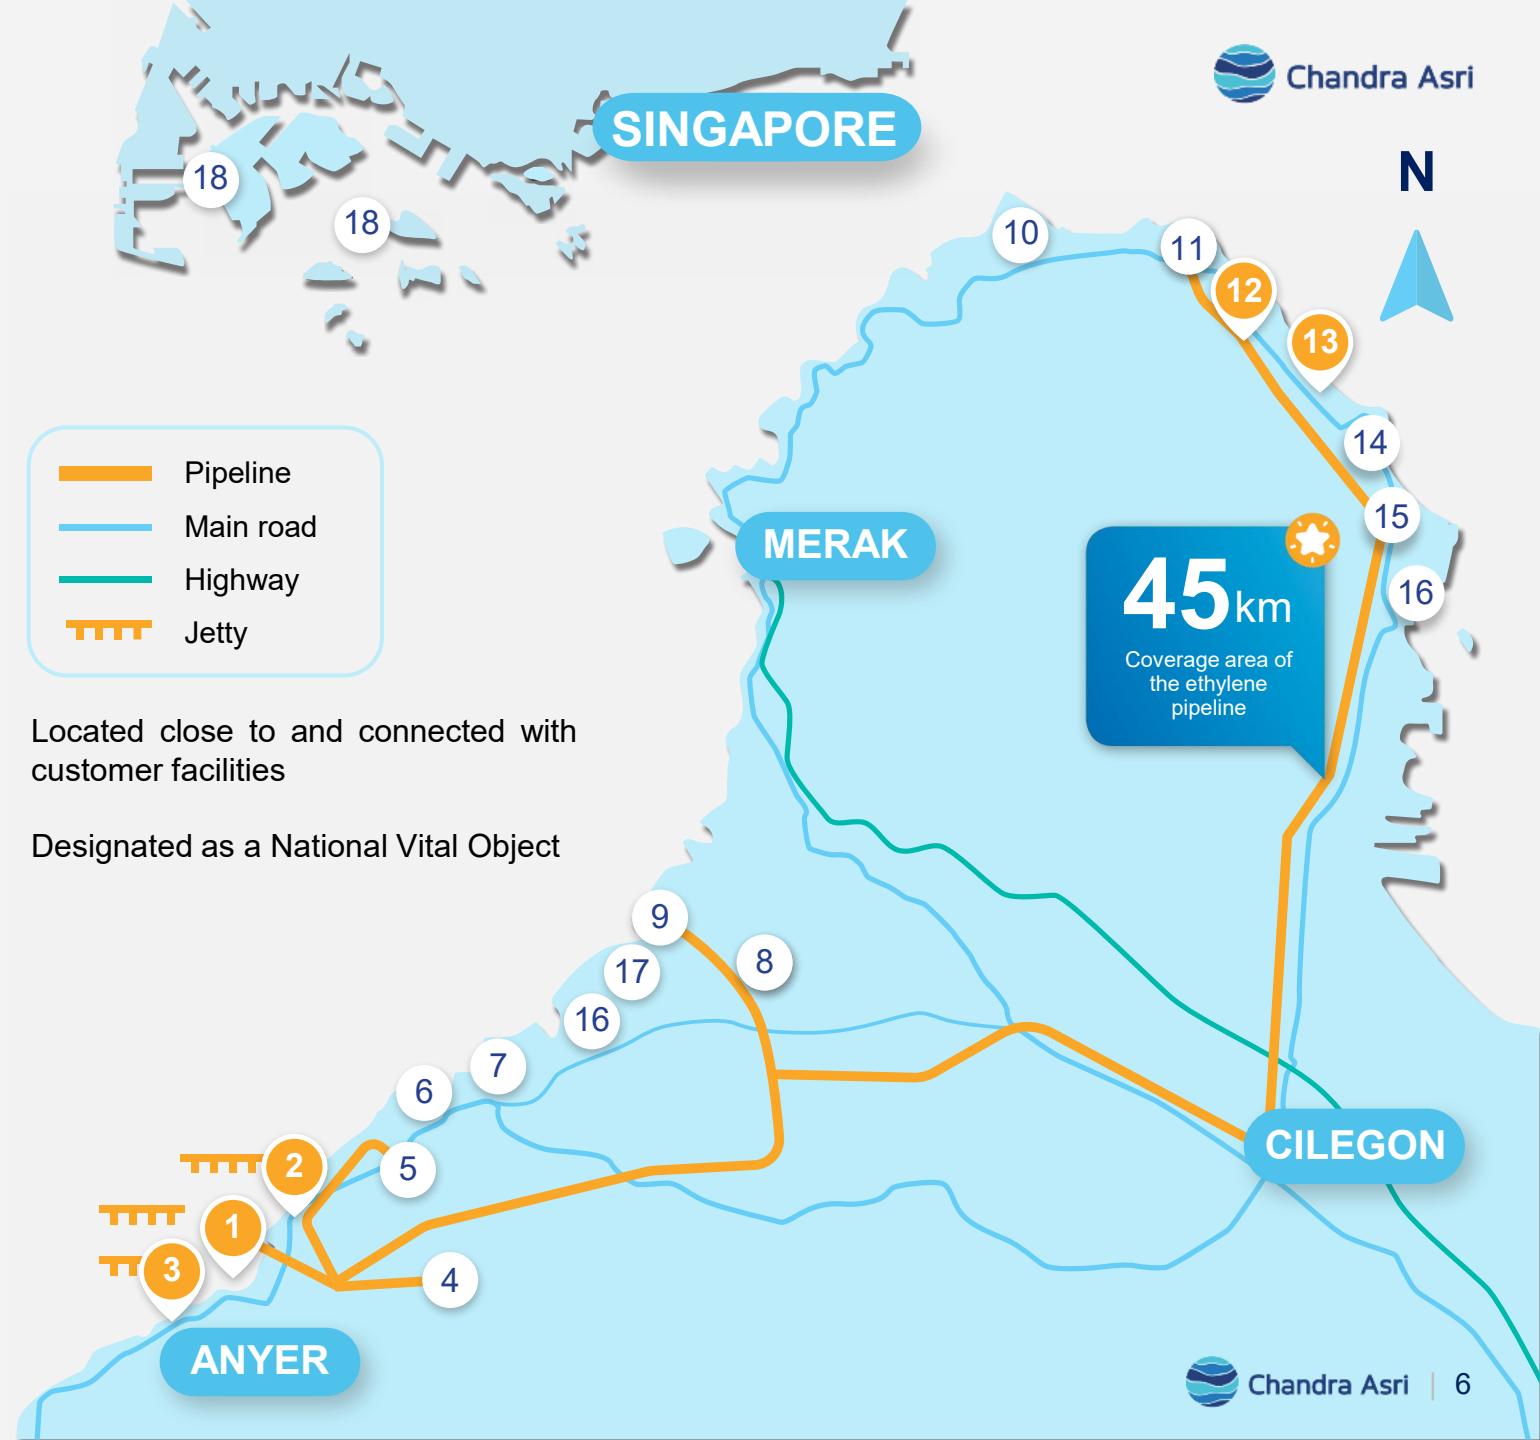 SINGAPORE
Chandra Asri
N
18
18
10
11
12
13
14
15
16
Pipeline
Main road
Highway
Jetty
MERAK
45 km
Coverage area of
the ethylene
pipeline
Located close to and connected with
customer facilities
Designated as a National Vital Object
9
8
17
16
7
6
5
2
1
3
4
CILEGON
ANYER
Chandra Asri | 6